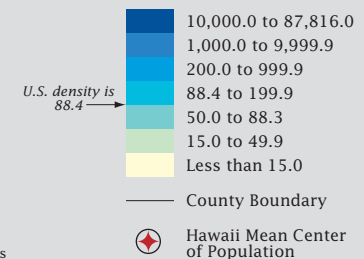 10,000.0 to 87,816.0
1,000.0 to 9,999.9
200.0 to 999.9
U.S. density is
88.4
88.4 to 199.9
50.0 to 88.3
15.0 to 49.9
Less than 15.0
County Boundary
Hawaii Mean Center
of Population
s